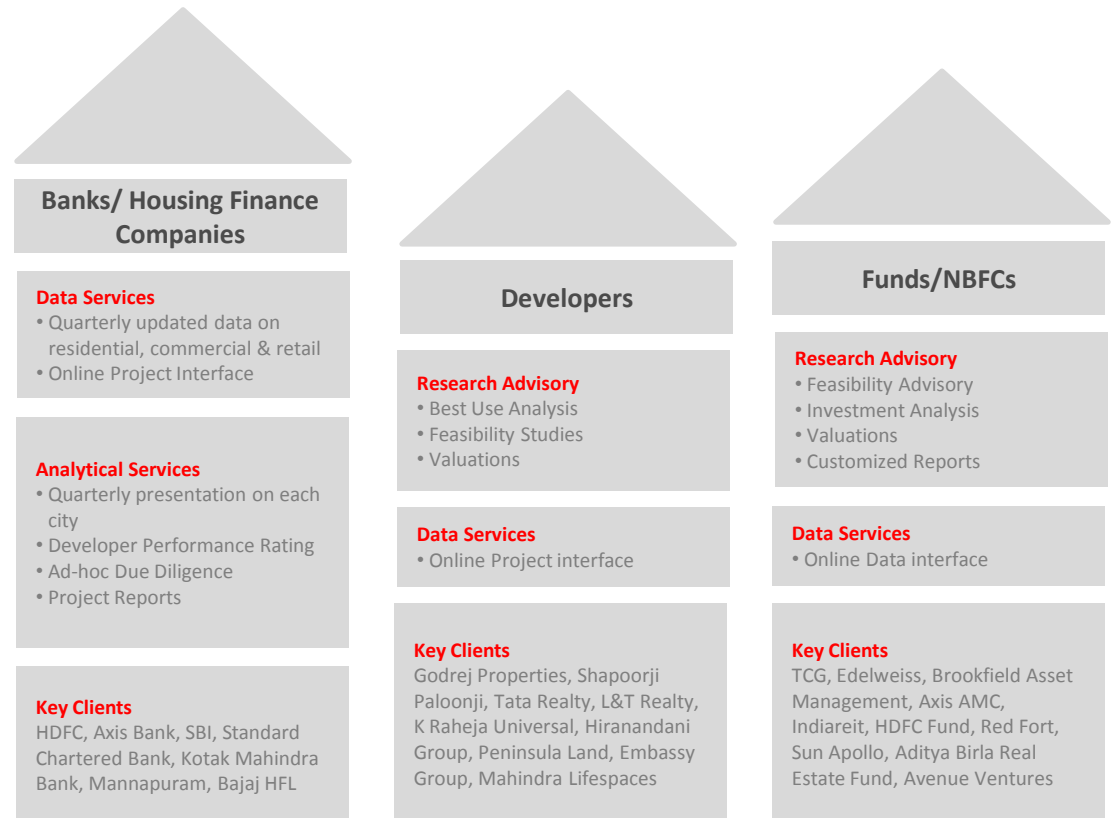 Banks/ Housing Finance
Companies
Data Services
• Quarterly updated data on
residential, commercial & retail
• Online Project Interface
Analytical Services
• Quarterly presentation on each
city
• Developer Performance Rating
• Ad-hoc Due Diligence
• Project Reports
Key Clients
HDFC, Axis Bank, SBI, Standard
Chartered Bank, Kotak Mahindra
Bank, Mannapuram, Bajaj HFL
Developers
Research Advisory
• Best Use Analysis
• Feasibility Studies
• Valuations
Data Services
• Online Project interface
Key Clients
Godrej Properties, Shapoorji
Paloonji, Tata Realty, L&T Realty,
K Raheja Universal, Hiranandani
Group, Peninsula Land, Embassy
Group, Mahindra Lifespaces
Funds/NBFCs
Research Advisory
• Feasibility Advisory
• Investment Analysis
• Valuations
• Customized Reports
Data Services
• Online Data interface
Key Clients
TCG, Edelweiss, Brookfield Asset
Management, Axis AMC,
Indiareit, HDFC Fund, Red Fort,
Sun Apollo, Aditya Birla Real
Estate Fund, Avenue Ventures